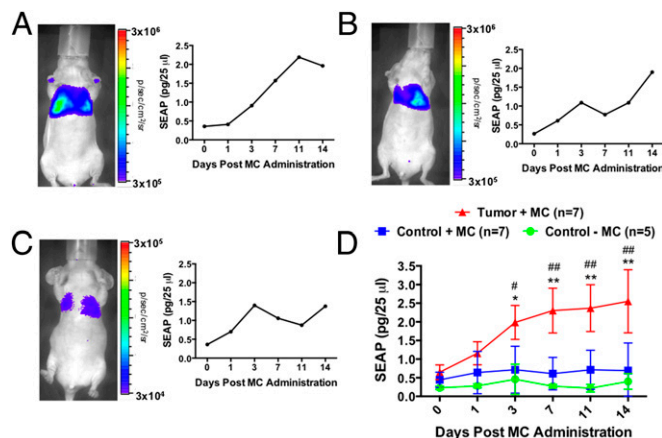 A
3x10⁶
p/sec/cm²/sr
3x10⁵
SEAP (pg/25 µl)
2.5
2.0
1.5
1.0
0.5
0.0
0 1 3 7 11 14
Days Post MC Administration
B
3x10⁶
p/sec/cm²/sr
3x10⁵
SEAP (pg/25 µl)
2.5
2.0
1.5
1.0
0.5
0.0
0 1 3 7 11 14
Days Post MC Administration
C
3x10⁵
p/sec/cm²/sr
3x10⁴
SEAP (pg/25 µl)
2.5
2.0
1.5
1.0
0.5
0.0
0 1 3 7 11 14
Days Post MC Administration
Tumor + MC (n=7)
Control + MC (n=7) Control - MC (n=5)
D
SEAP (pg/25 µl)
3.5
3.0
2.5
2.0
1.5
1.0
0.5
0.0
# ## ## ##
* ** ** **
0 1 3 7 11 14
Days Post MC Administration